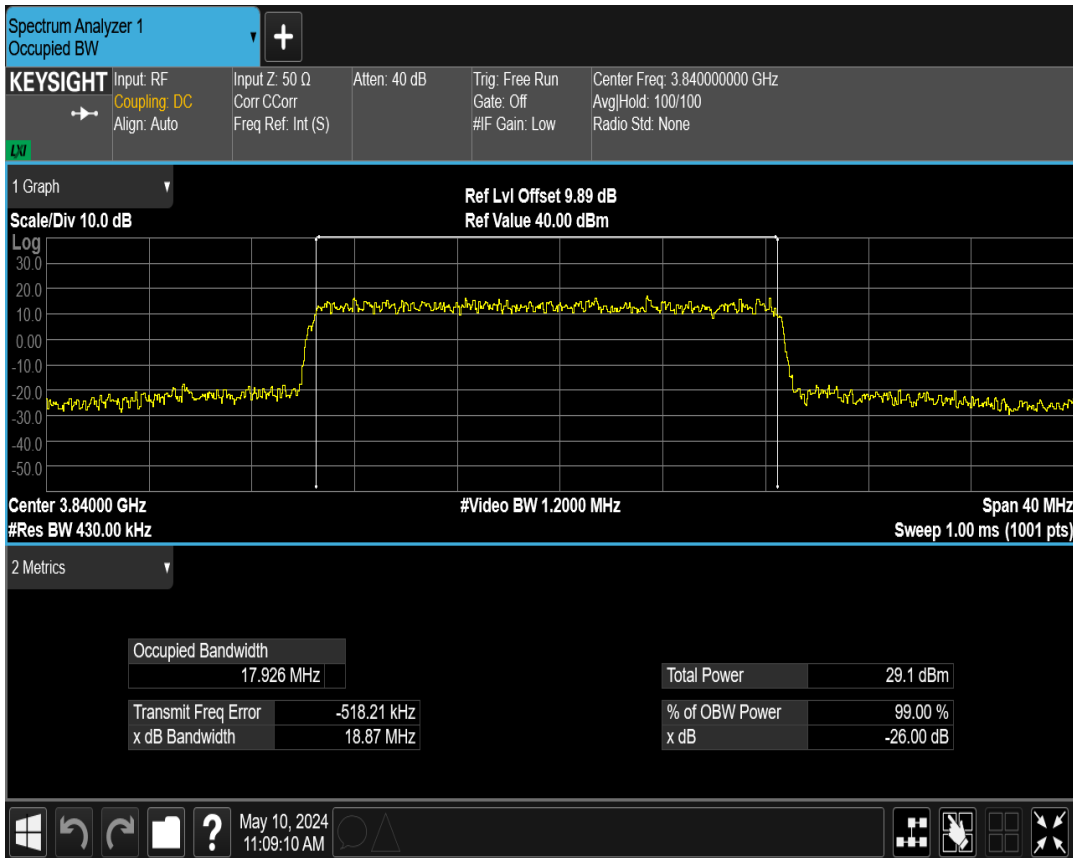 Spectrum Analyzer 1
Occupied BW
+
KEYSIGHT
LXI
Input: RF
Coupling: DC
Align: Auto
Input Z: 50 Ω
Corr CCorr
Freq Ref: Int (S)
Atten: 40 dB
Trig: Free Run
Gate: Off
#IF Gain: Low
Center Freq: 3.840000000 GHz
Avg|Hold: 100/100
Radio Std: None
1 Graph
Scale/Div 10.0 dB
Ref Lvl Offset 9.89 dB
Ref Value 40.00 dBm
Log
30.0
20.0
10.0
0.00
-10.0
-20.0
-30.0
-40.0
-50.0
Center 3.84000 GHz
#Res BW 430.00 kHz
#Video BW 1.2000 MHz
Span 40 MHz
Sweep 1.00 ms (1001 pts)
2 Metrics
Occupied Bandwidth
17.926 MHz
Transmit Freq Error -518.21 kHz
x dB Bandwidth 18.87 MHz
Total Power 29.1 dBm
% of OBW Power 99.00 %
x dB -26.00 dB
?
May 10, 2024
11:09:10 AM